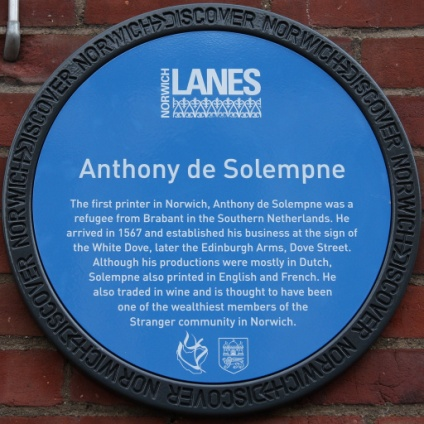 DISCOVER NORWICH DISCOVER NORWICH DISCOVER NORWICH DISCOVER NORWICH DISCOVER NORWICH DISCOVER NORWICH
NORWICH
LANES
Anthony de Solempne
The first printer in Norwich, Anthony de Solempne was a
refugee from Brabant in the Southern Netherlands. He
arrived in 1567 and established his business at the sign of
the White Dove, later the Edinburgh Arms, Dove Street.
Although his productions were mostly in Dutch,
Solempne also printed in English and French. He
also traded in wine and is thought to have been
one of the wealthiest members of the
Stranger community in Norwich.